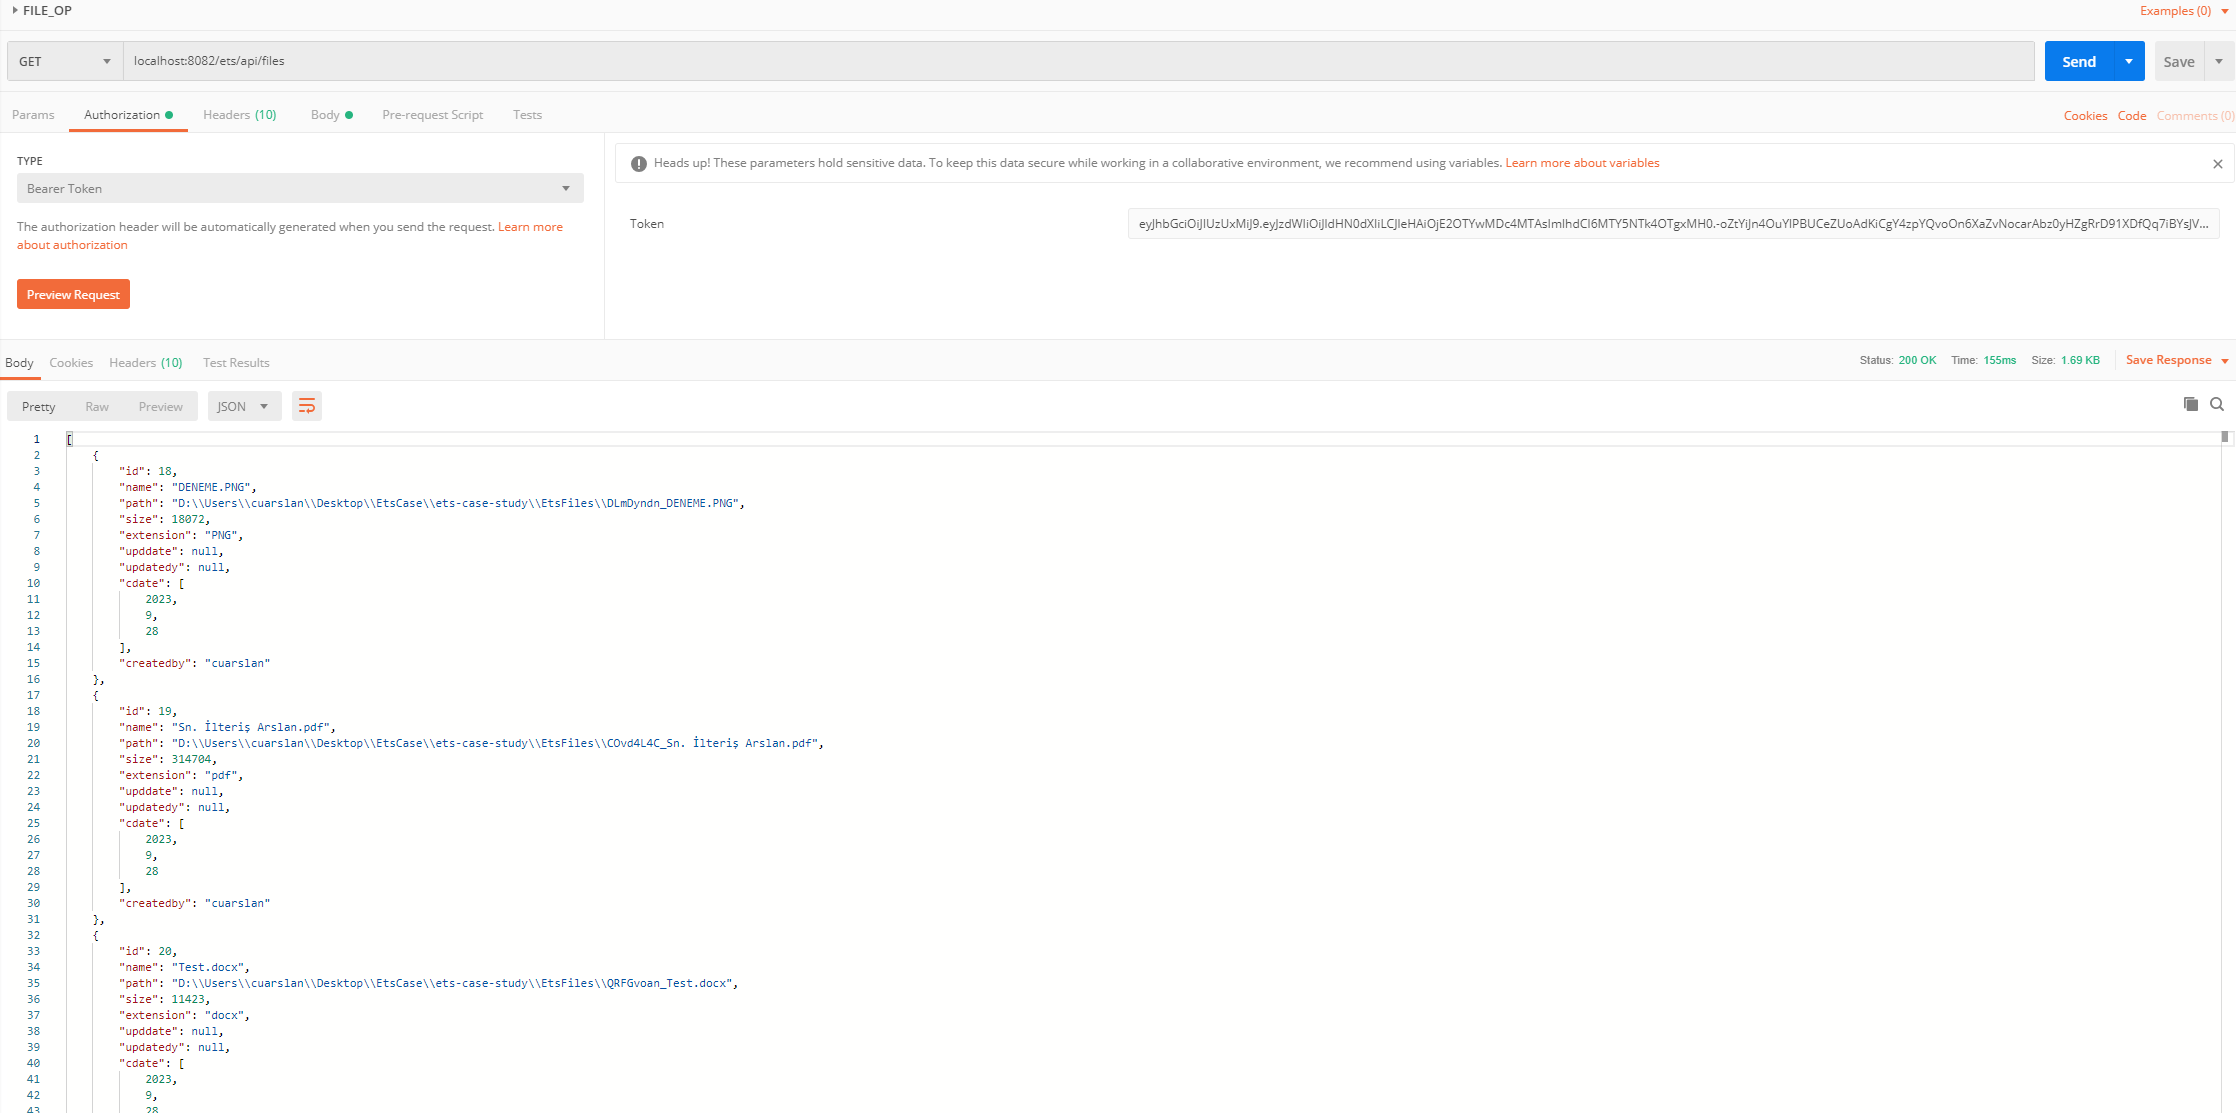 FILE_OP
Examples (0)
GET
localhost:8082/ets/api/files
Send
Save
Params
Authorization
Headers (10)
Body
Pre-request Script
Tests
Cookies
Code
Comments (0)
TYPE
Bearer Token
The authorization header will be automatically generated when you send the request. Learn more
about authorization
Preview Request
Heads up! These parameters hold sensitive data. To keep this data secure while working in a collaborative environment, we recommend using variables. Learn more about variables
Token
Body
Cookies
Headers (10)
Test Results
Status: 200 OK
Time: 155ms
Size: 1.69 KB
Save Response
Pretty
Raw
Preview
JSON
1 [
2 {
3 "id": 18,
4 "name": "DENEME.PNG",
5 "path": "D:\\Users\\cuarslan\\Desktop\\EtsCase\\ets-case-study\\EtsFiles\\DLmDyndn_DENEME.PNG",
6 "size": 18072,
7 "extension": "PNG",
8 "upddate": null,
9 "updatedy": null,
10 "cdate": [
11 2023,
12 9,
13 28
14 ],
15 "createdby": "cuarslan"
16 },
17 {
18 "id": 19,
19 "name": "Sn. İlteriş Arslan.pdf",
20 "path": "D:\\Users\\cuarslan\\Desktop\\EtsCase\\ets-case-study\\EtsFiles\\COvd4L4C_Sn. İlteriş Arslan.pdf",
21 "size": 314704,
22 "extension": "pdf",
23 "upddate": null,
24 "updatedy": null,
25 "cdate": [
26 2023,
27 9,
28 28
29 ],
30 "createdby": "cuarslan"
31 },
32 {
33 "id": 20,
34 "name": "Test.docx",
35 "path": "D:\\Users\\cuarslan\\Desktop\\EtsCase\\ets-case-study\\EtsFiles\\QRFGvoan_Test.docx",
36 "size": 11423,
37 "extension": "docx",
38 "upddate": null,
39 "updatedy": null,
40 "cdate": [
41 2023,
42 9,
43 28